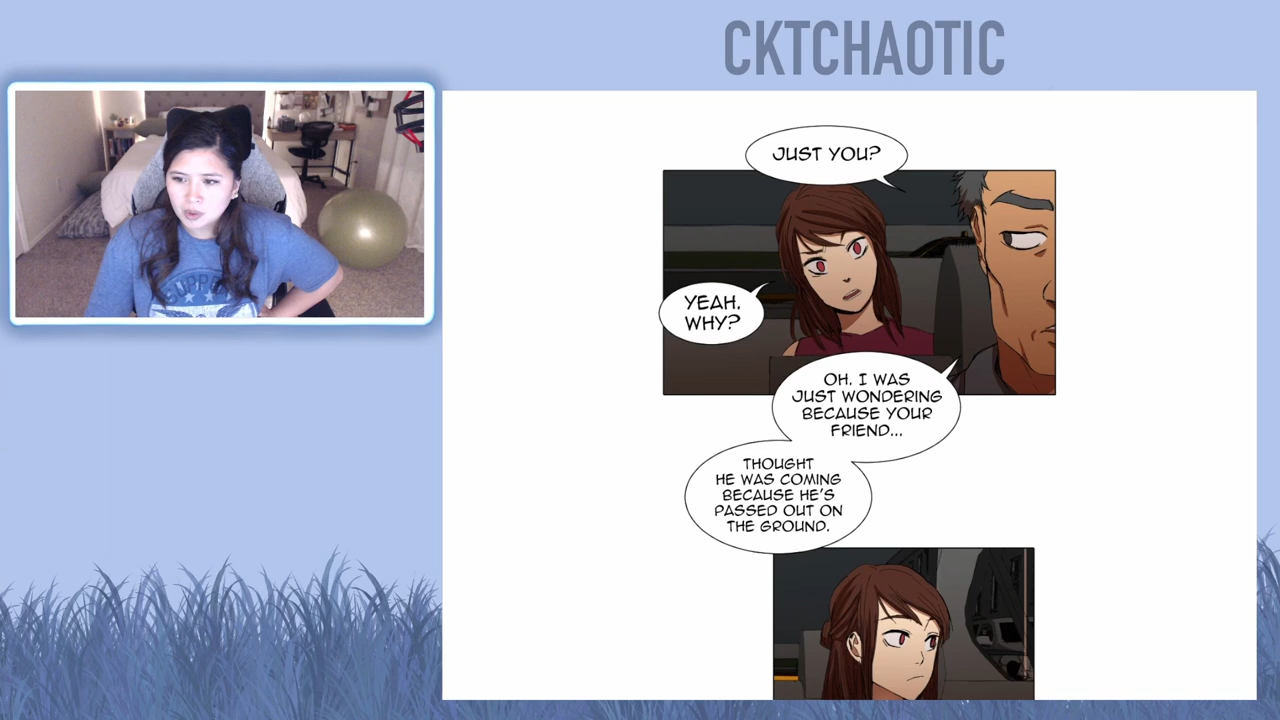 CKTCHAOTIC
JUST YOU?
YEAH,
WHY?
OH, I WAS
JUST WONDERING
BECAUSE YOUR
FRIEND...
THOUGHT
HE WAS COMING
BECAUSE HE'S
PASSED OUT ON
THE GROUND.
SUPPORT